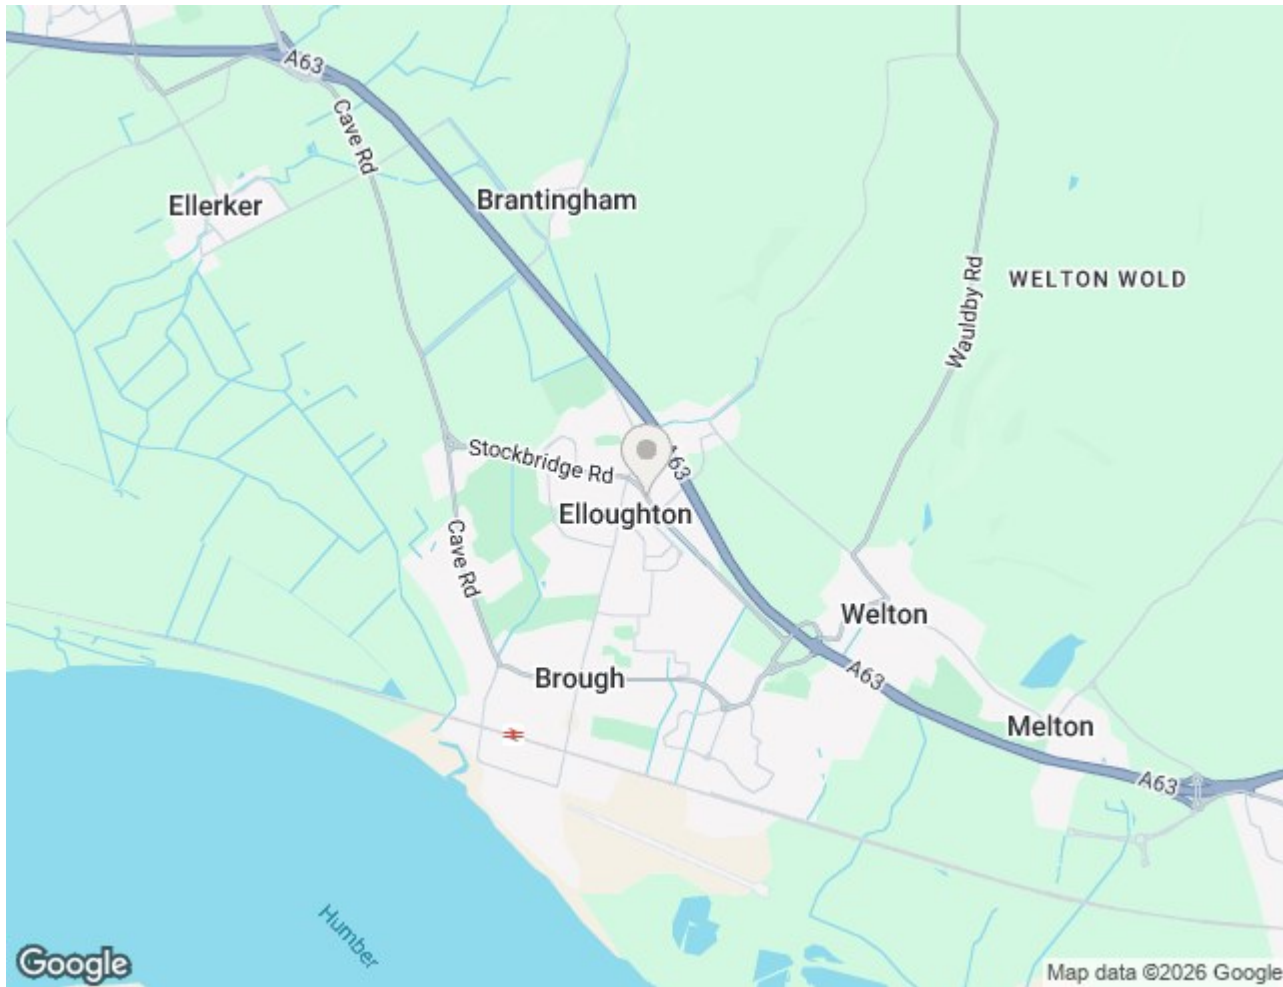 A63
Cave Rd
Ellerker
Brantingham
WELTON WOLD
Wauldby Rd
Stockbridge Rd
A63
Elloughton
Cave Rd
Welton
Brough
A63
Melton
A63
Humber
Google
Map data ©2026 Google